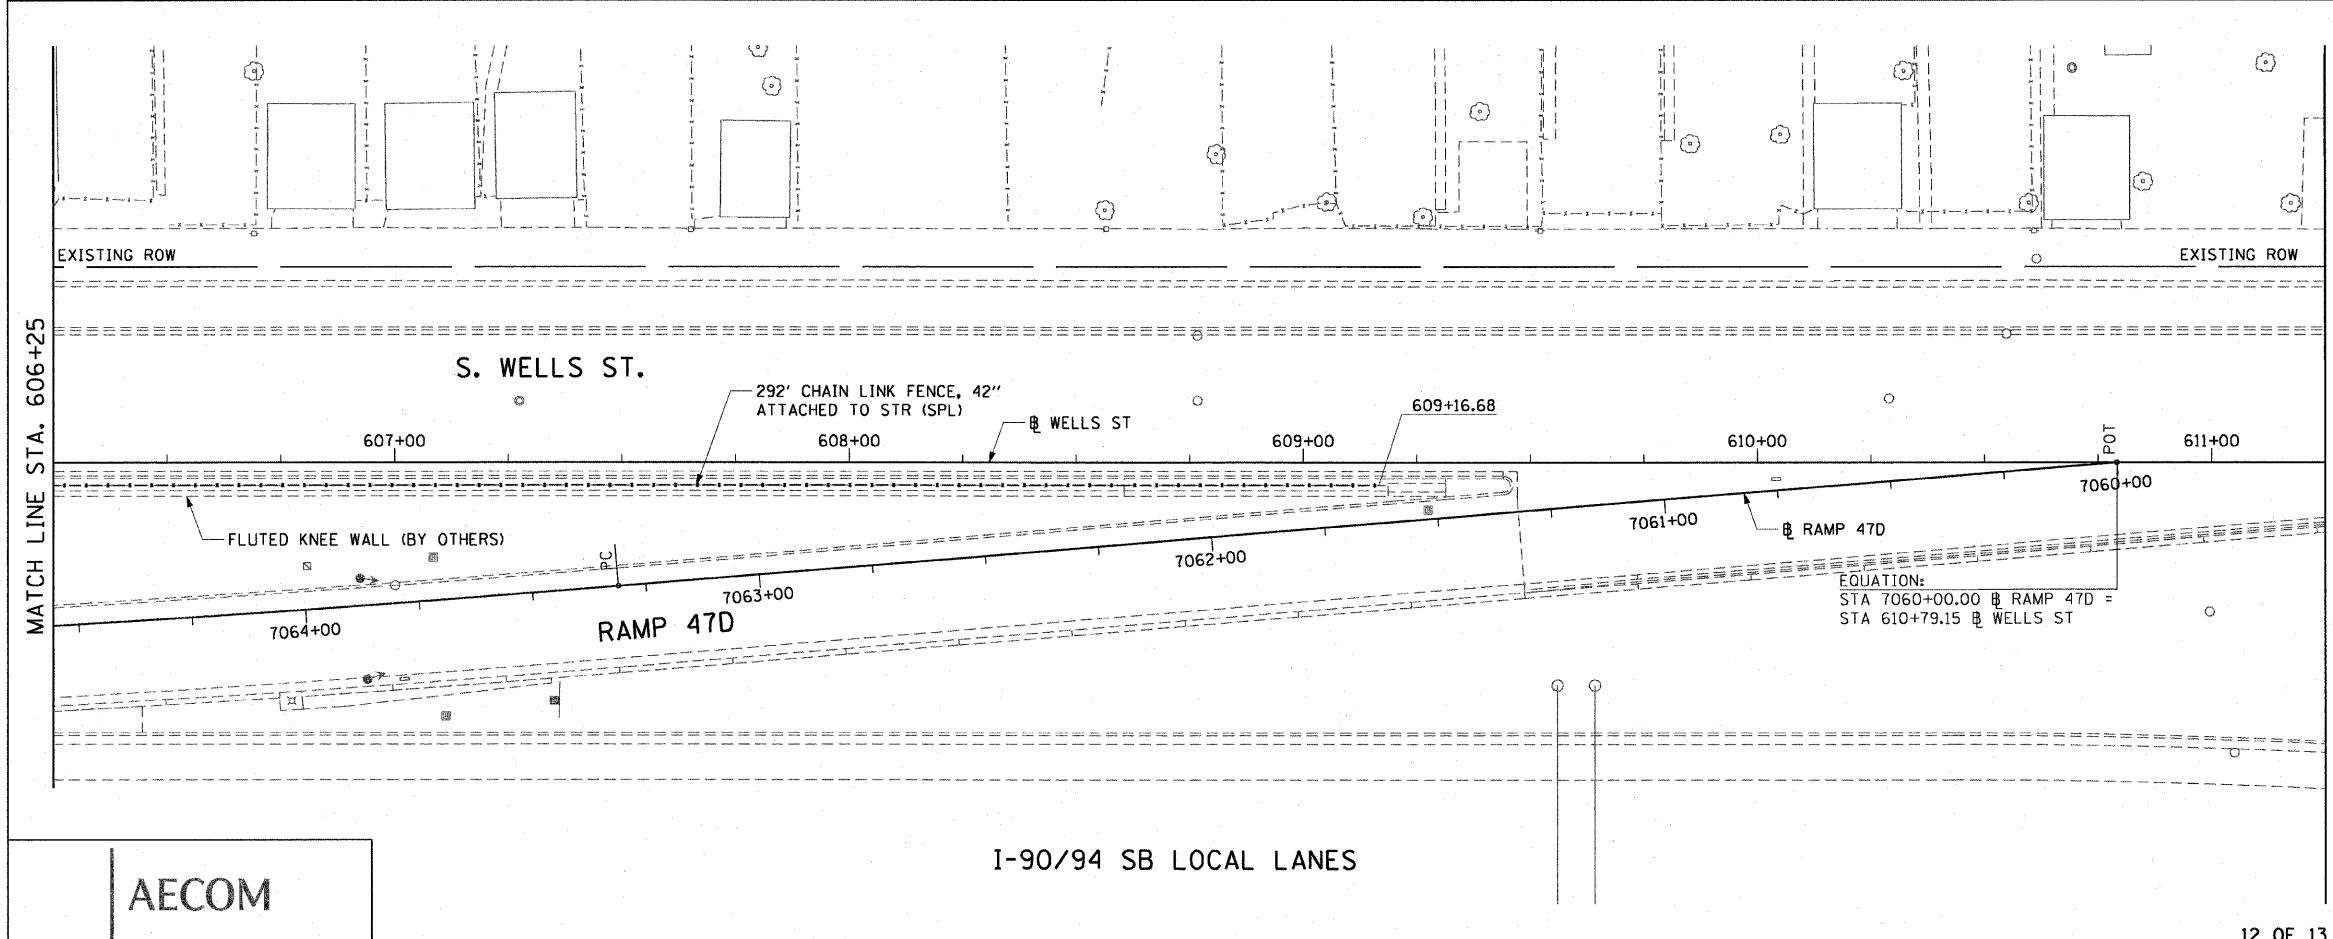 EXISTING ROW
EXISTING ROW
MATCH LINE STA. 606+25
S. WELLS ST.
292' CHAIN LINK FENCE, 42"
ATTACHED TO STR (SPL)
℄ WELLS ST
609+16.68
607+00
608+00
609+00
610+00
POT
611+00
7060+00
FLUTED KNEE WALL (BY OTHERS)
PC
7064+00
7063+00
7062+00
7061+00
℄ RAMP 47D
RAMP 47D
EQUATION:
STA 7060+00.00 ℄ RAMP 47D =
STA 610+79.15 ℄ WELLS ST
I-90/94 SB LOCAL LANES
AECOM
12 OF 13